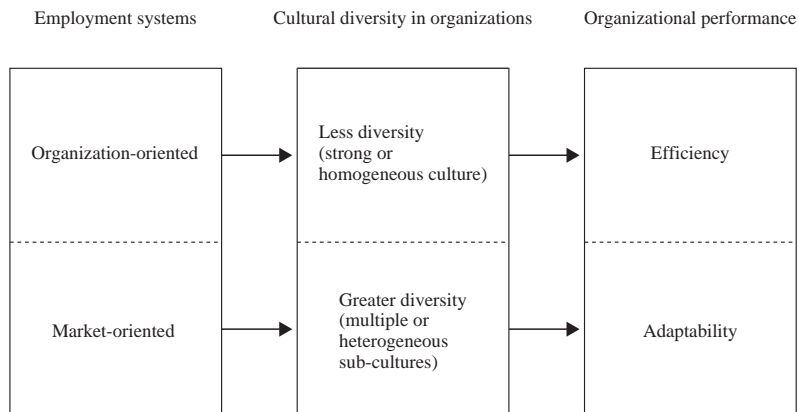 Employment systems
Cultural diversity in organizations
Organizational performance
Organization-oriented
Less diversity
(strong or
homogeneous culture)
Efficiency
Market-oriented
Greater diversity
(multiple or
heterogeneous
sub-cultures)
Adaptability